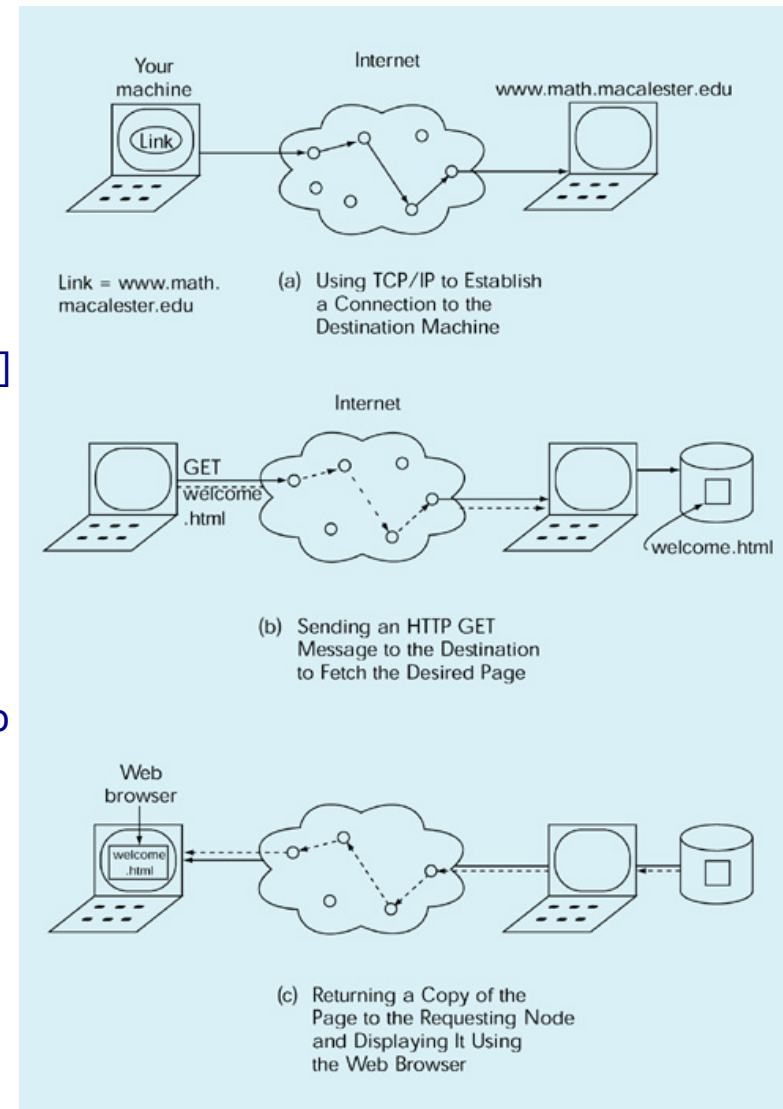 Your
machine
Internet
www.math.macalester.edu
Link
Link = www.math.
macalester.edu
(a) Using TCP/IP to Establish
a Connection to the
Destination Machine
]
Internet
GET
welcome
.html
welcome.html
(b) Sending an HTTP GET
Message to the Destination
to Fetch the Desired Page
o
Web
browser
welcome
.html
(c) Returning a Copy of the
Page to the Requesting Node
and Displaying It Using
the Web Browser